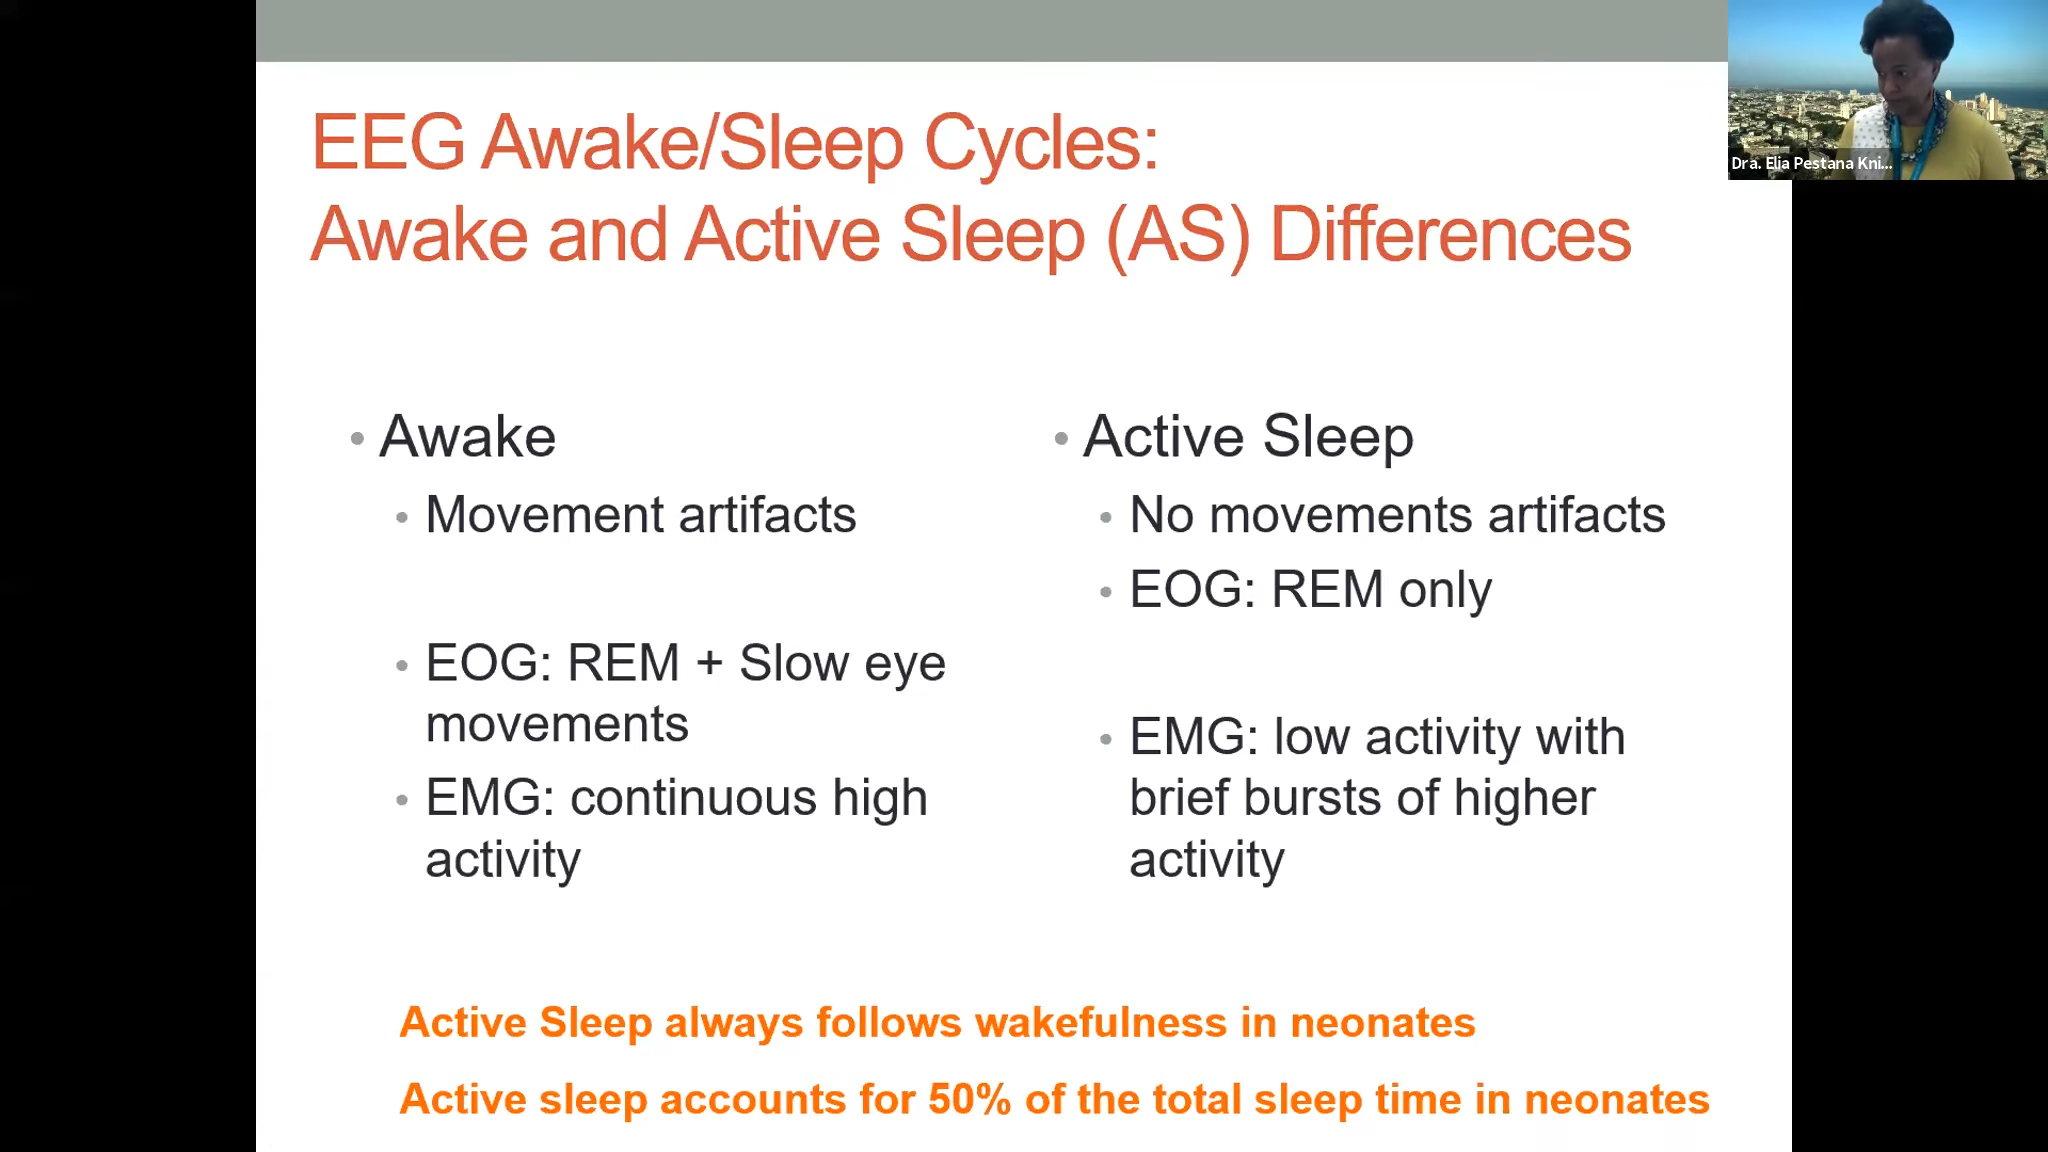 EEG Awake/Sleep Cycles:
Awake and Active Sleep (AS) Differences
• Awake
• Movement artifacts
• EOG: REM + Slow eye
movements
• EMG: continuous high
activity
• Active Sleep
• No movements artifacts
• EOG: REM only
• EMG: low activity with
brief bursts of higher
activity
Active Sleep always follows wakefulness in neonates
Active sleep accounts for 50% of the total sleep time in neonates
Dra. Elia Pestana Kni...